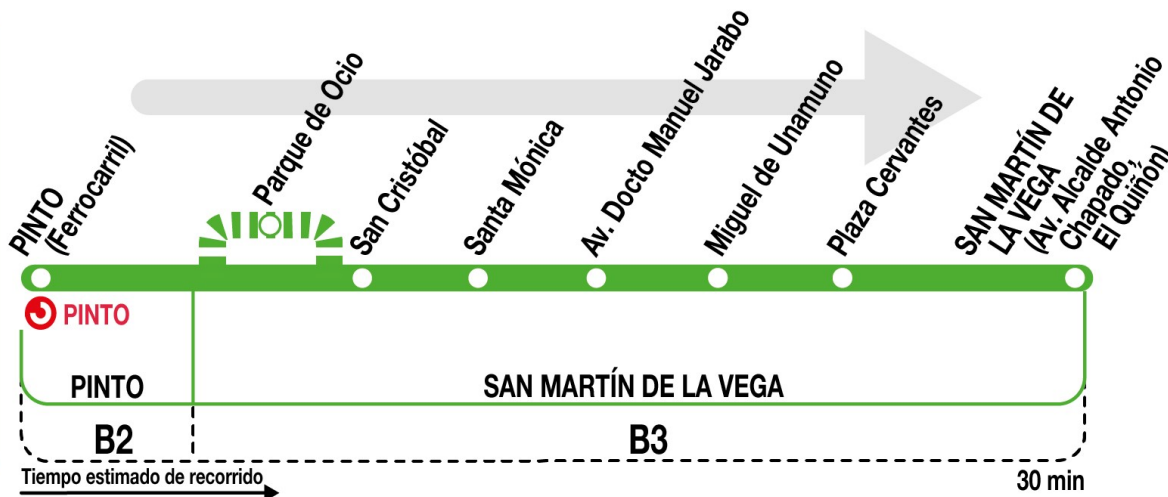 PINTO
(Ferrocarril)
Parque de Ocio
San Cristóbal
Santa Mónica
Av. Docto Manuel Jarabo
Miguel de Unamuno
Plaza Cervantes
SAN MARTÍN DE
LA VEGA
(Av. Alcalde Antonio
Chapado,
El Quiñón)
PINTO
PINTO
SAN MARTÍN DE LA VEGA
B2
B3
Tiempo estimado de recorrido
30 min